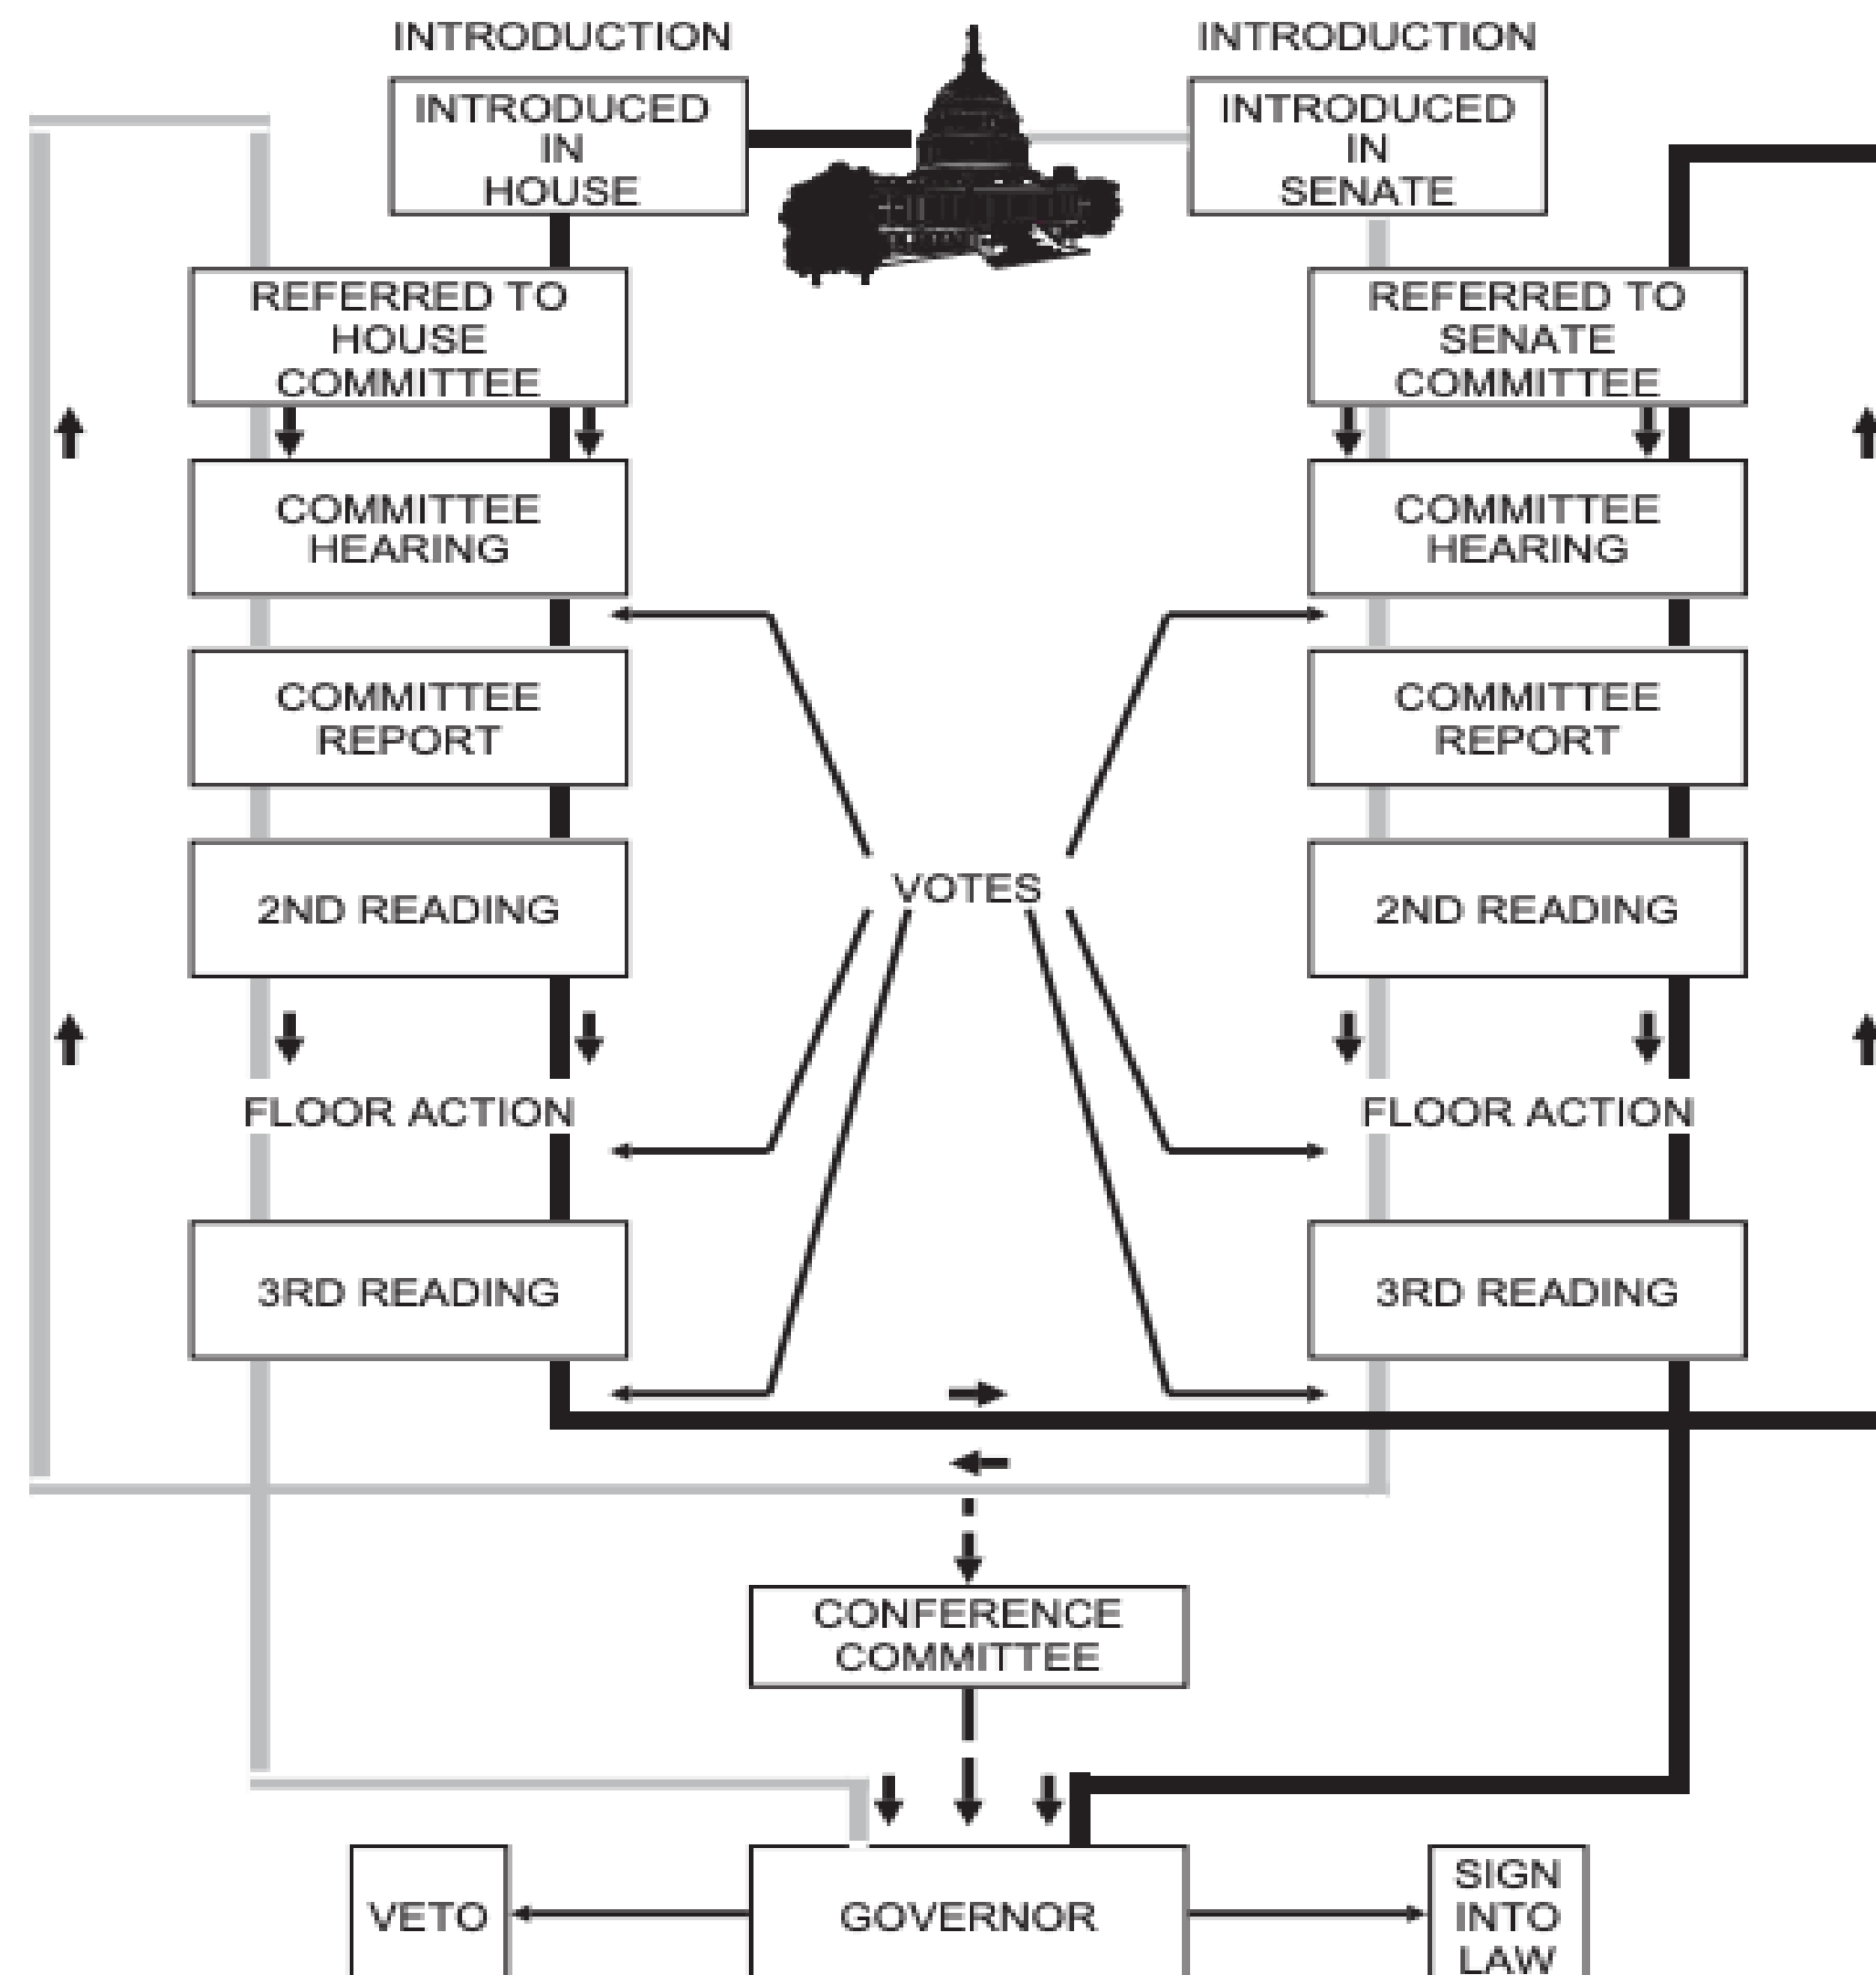 INTRODUCTION
INTRODUCED
IN
HOUSE
REFERRED TO
HOUSE
COMMITTEE
COMMITTEE
HEARING
COMMITTEE
REPORT
2ND READING
FLOOR ACTION
3RD READING
VOTES
INTRODUCTION
INTRODUCED
IN
SENATE
REFERRED TO
SENATE
COMMITTEE
COMMITTEE
HEARING
COMMITTEE
REPORT
2ND READING
FLOOR ACTION
3RD READING
CONFERENCE
COMMITTEE
VETO
GOVERNOR
SIGN
INTO
LAW